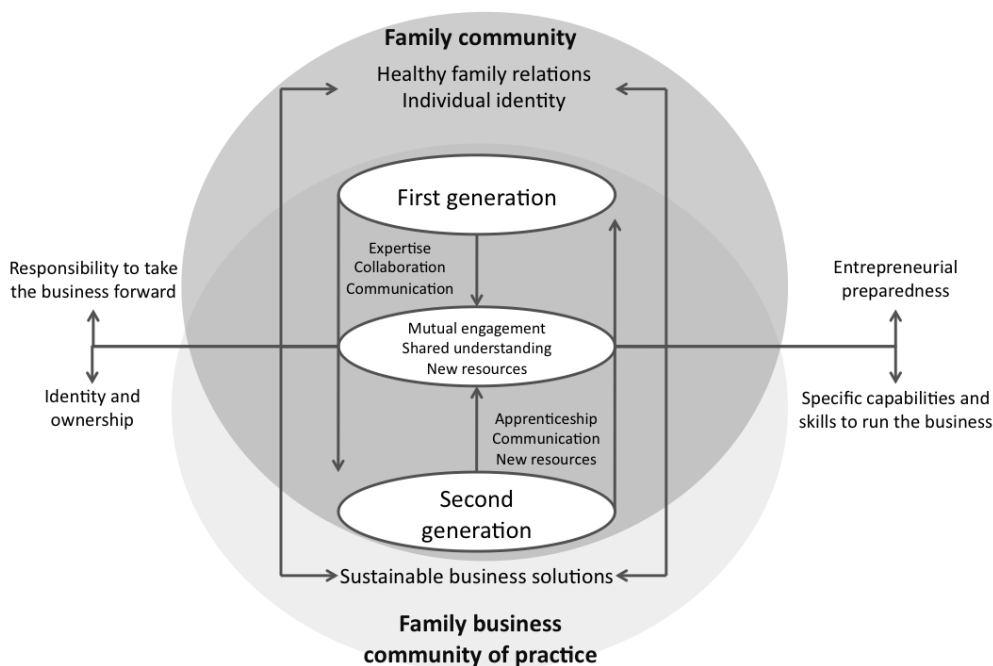 Family community
Healthy family relations
Individual identity
First generation
Expertise
Collaboration
Communication
Responsibility to take
the business forward
Entrepreneurial
preparedness
Mutual engagement
Shared understanding
New resources
Identity and
ownership
Specific capabilities and
skills to run the business
Apprenticeship
Communication
New resources
Second
generation
Sustainable business solutions
Family business
community of practice